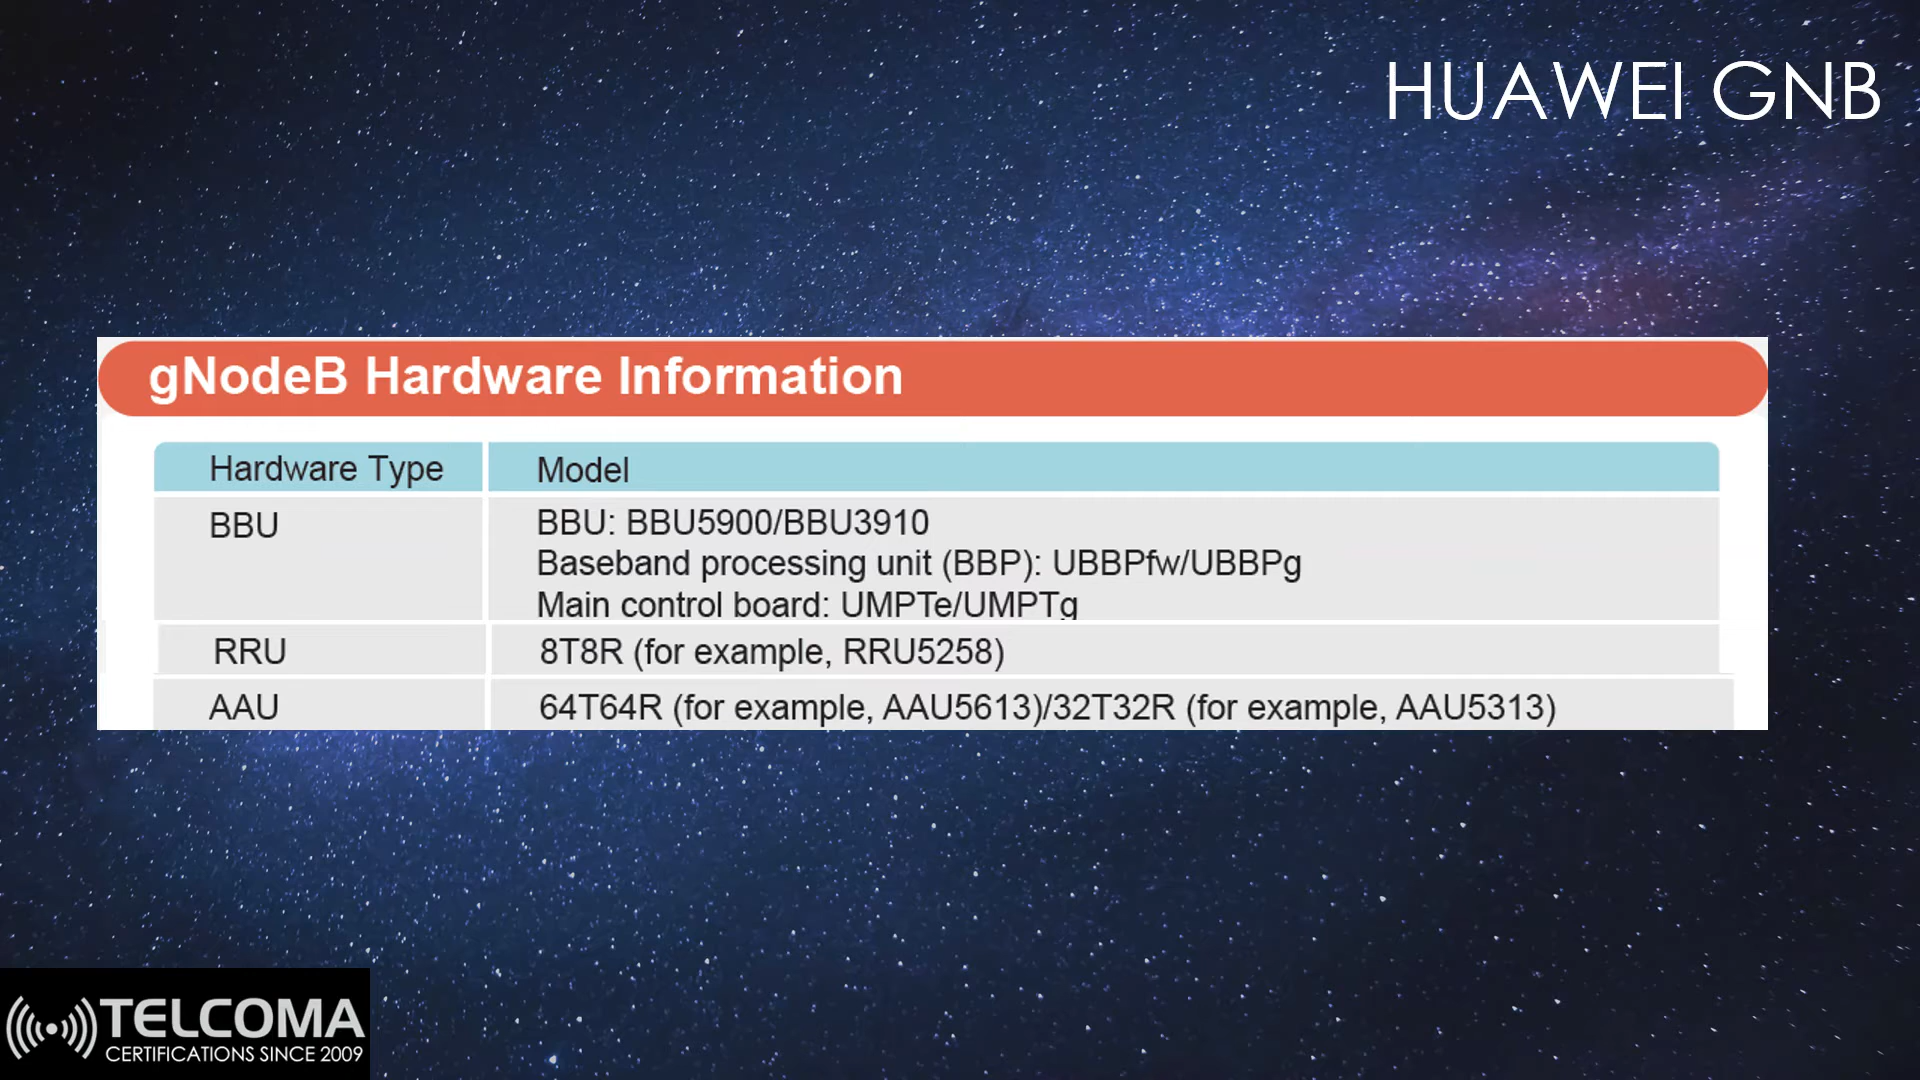 HUAWEI GNB
gNodeB Hardware Information
Hardware Type Model
BBU BBU: BBU5900/BBU3910
Baseband processing unit (BBP): UBBPfw/UBBPg
Main control board: UMPTe/UMPTg
RRU 8T8R (for example, RRU5258)
AAU 64T64R (for example, AAU5613)/32T32R (for example, AAU5313)
TELCOMA
CERTIFICATIONS SINCE 2009